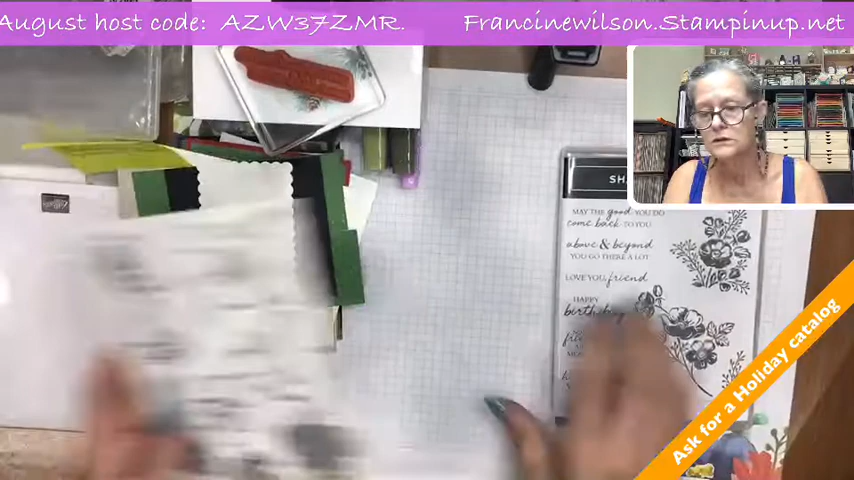 August host code: AZW37ZMR. Francinewilson.Stampinup.net
MAY THE good YOU DO
come back TO YOU
above & beyond
YOU GO THERE A LOT
LOVE YOU, friend
HAPPY
birthday
Ask for a Holiday catalog